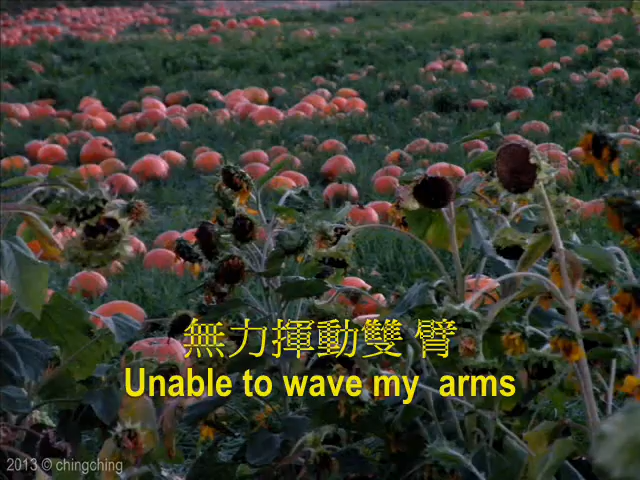 無力揮動雙 臂
Unable to wave my  arms
2013 © chingching